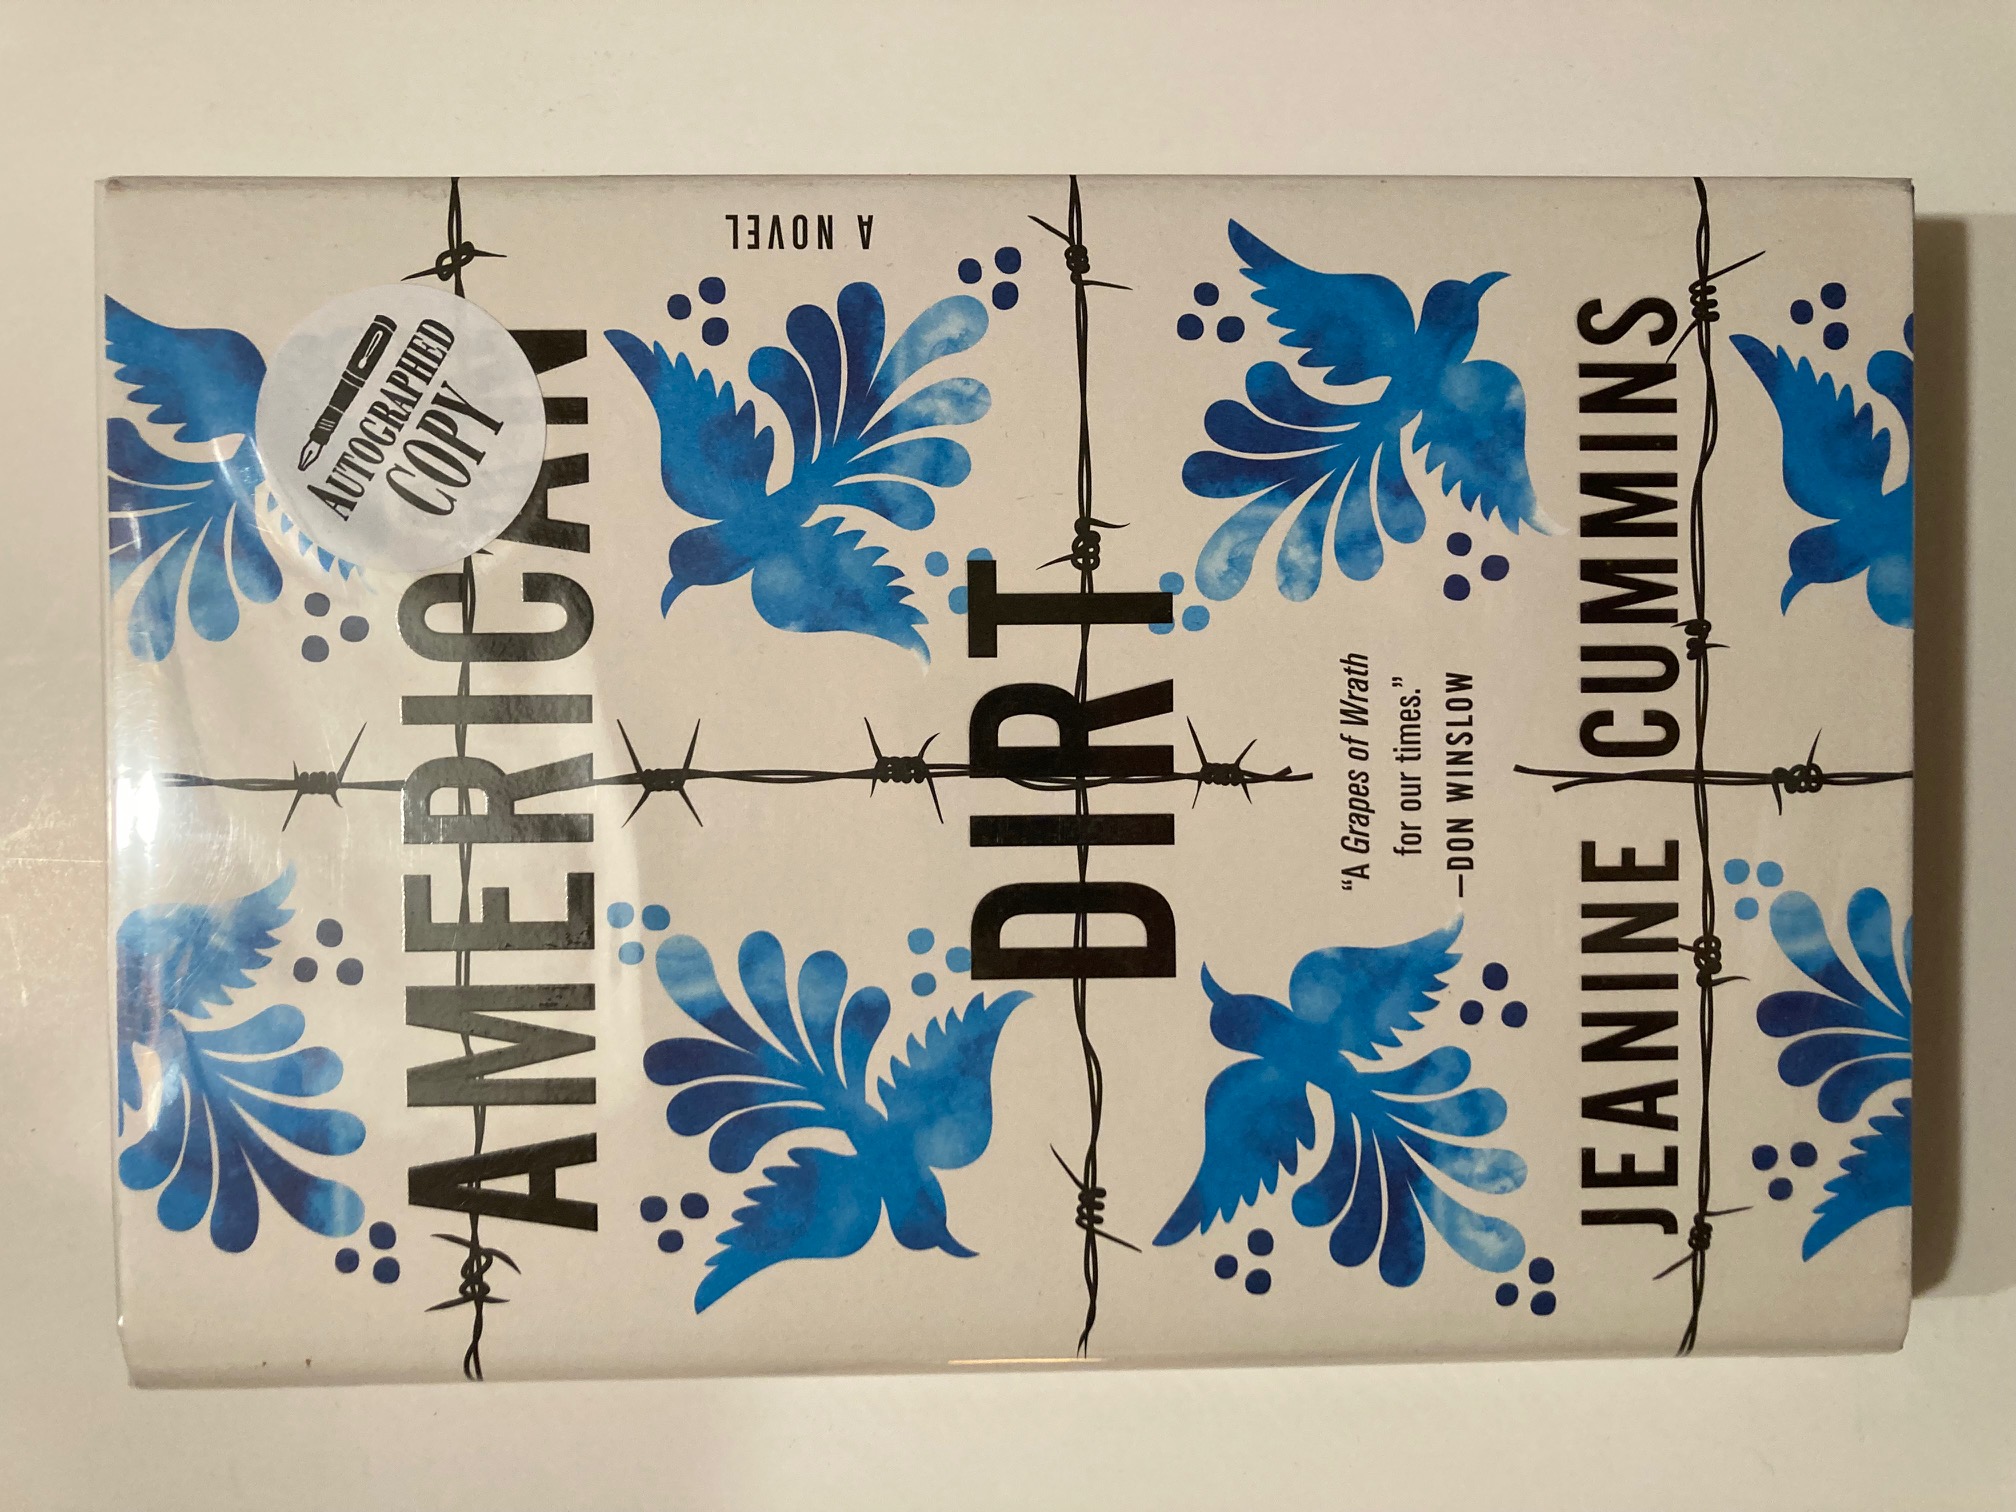 AUTOGRAPHED
COPY
AMERICAN
A NOVEL
DIRT
“A Grapes of Wrath
for our times.”
—DON WINSLOW
JEANINE CUMMINS